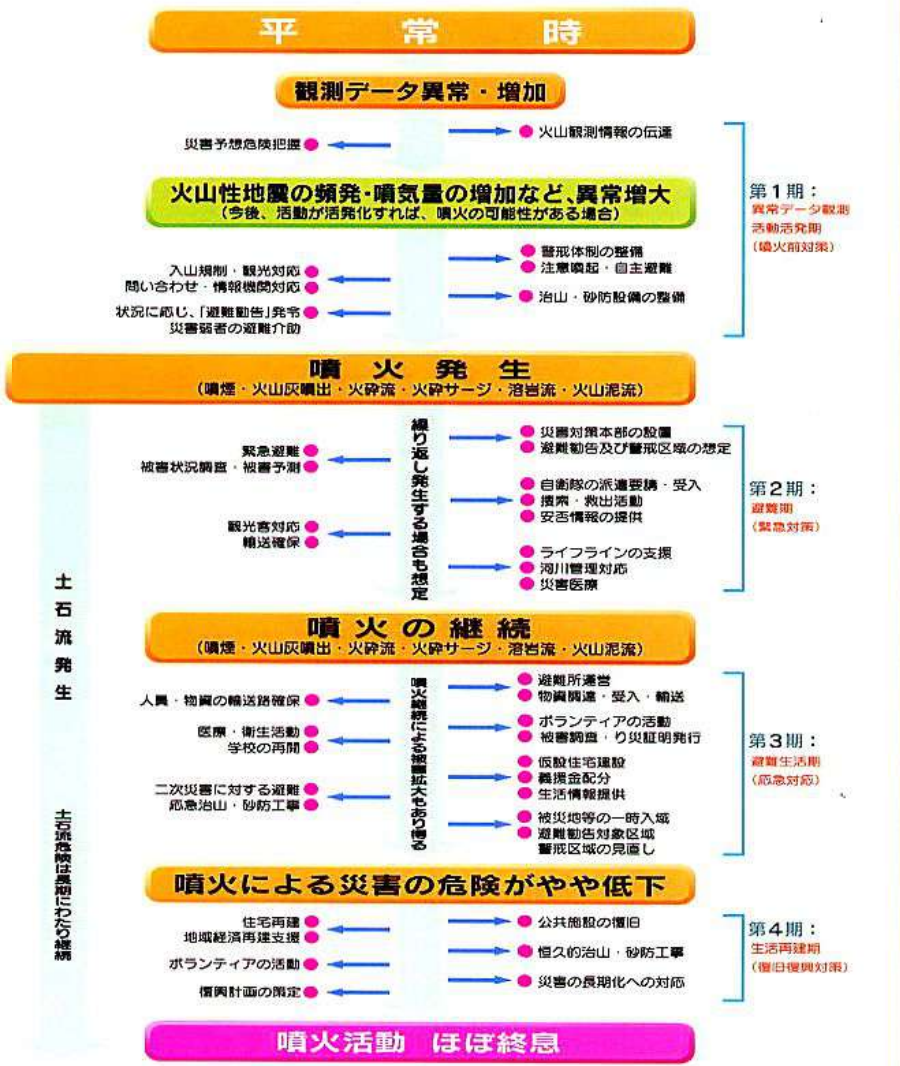 平常時
観測データ異常・増加
火山観測情報の伝達
災害予想危険把握
火山性地震の頻発・噴気量の増加など、異常増大
(今後、活動が活発化すれば、噴火の可能性がある場合)
第1期:
異常データ観測
活動活発期
(噴火前対策)
警戒体制の整備
注意喚起・自主避難
入山規制・観光対応
問い合わせ・情報機関対応
治山・砂防設備の整備
状況に応じ、「避難勧告」発令
災害弱者の避難介助
噴火発生
(噴煙・火山灰噴出・火砕流・火砕サージ・溶岩流・火山泥流)
繰り返し発生する場合も想定
災害対策本部の設置
避難勧告及び警戒区域の想定
緊急避難
被害状況調査・被害予測
自衛隊の派遣要請・受入
捜索・救出活動
安否情報の提供
観光客対応
輸送確保
ライフラインの支援
河川管理対応
災害医療
第2期:
避難期
(緊急対策)
土石流発生
噴火の継続
(噴煙・火山灰噴出・火砕流・火砕サージ・溶岩流・火山泥流)
噴火継続による被害拡大もあり得る
避難所運営
物資調達・受入・輸送
人員・物資の輸送路確保
ボランティアの活動
被害調査・り災証明発行
医療・衛生活動
学校の再開
仮設住宅建設
義援金配分
生活情報提供
二次災害に対する避難
応急治山・砂防工事
被災地等の一時入域
避難勧告対象区域
警戒区域の見直し
第3期:
避難生活期
(応急対応)
土石流危険は長期にわたり継続
噴火による災害の危険がやや低下
住宅再建
地域経済再建支援
公共施設の復旧
ボランティアの活動
恒久的治山・砂防工事
復興計画の策定
災害の長期化への対応
第4期:
生活再建期
(復旧復興対策)
噴火活動 ほぼ終息